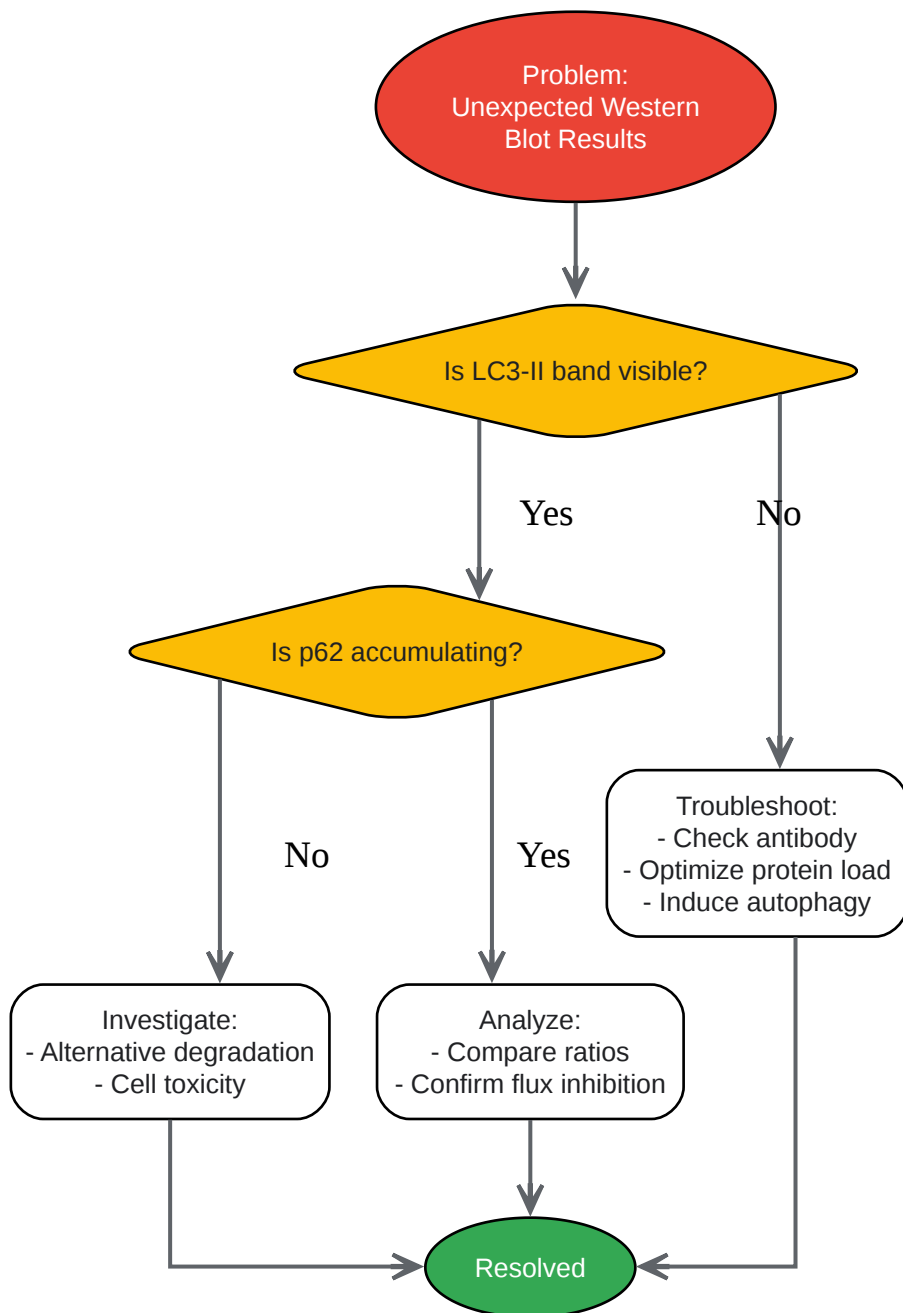 Problem:
Unexpected Western
Blot Results
Is LC3-II band visible?
Yes
No
Is p62 accumulating?
No
Yes
Troubleshoot:
- Check antibody
- Optimize protein load
- Induce autophagy
Investigate:
- Alternative degradation
- Cell toxicity
Analyze:
- Compare ratios
- Confirm flux inhibition
Resolved